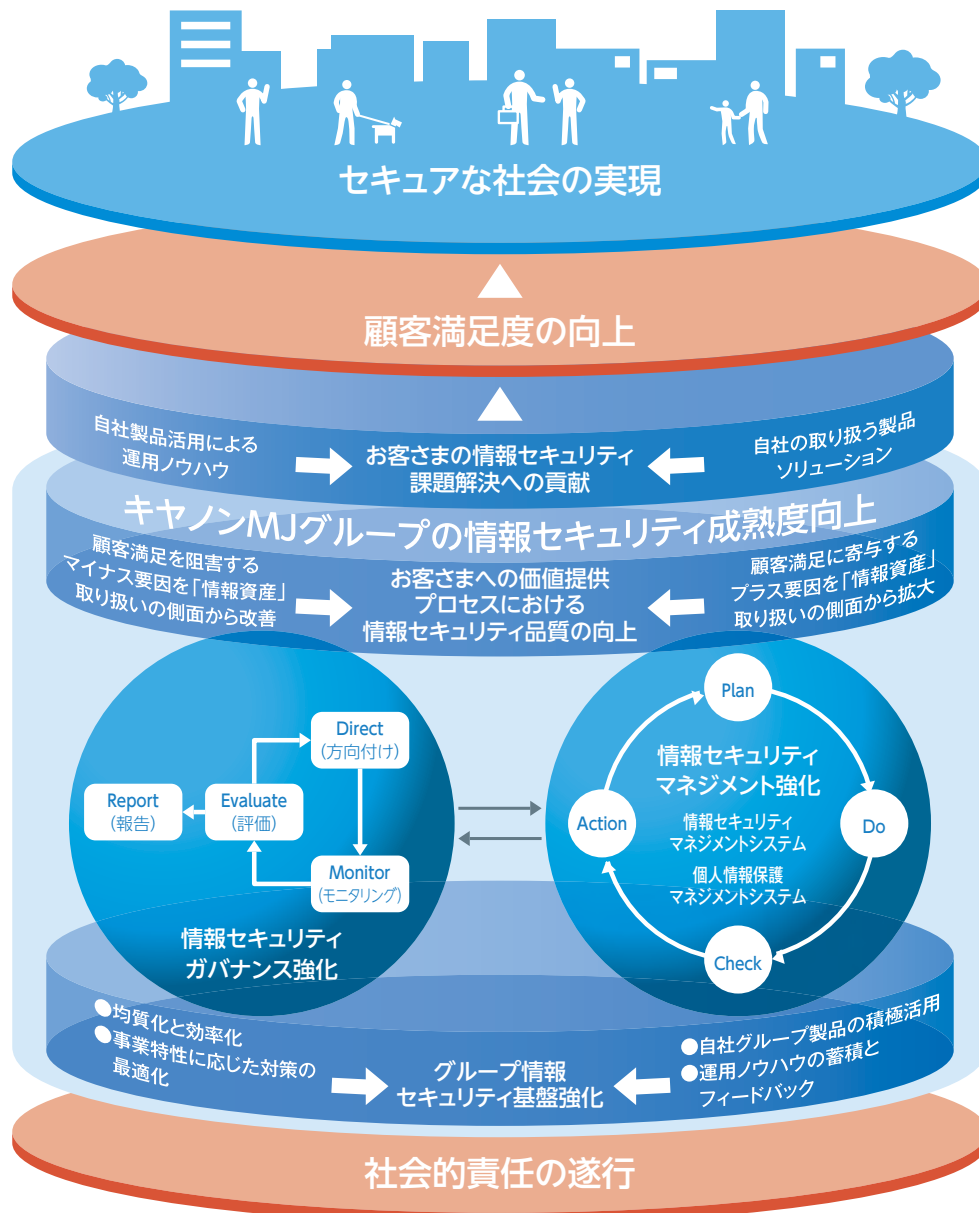 セキュアな社会の実現
顧客満足度の向上
自社製品活用による
運用ノウハウ
お客さまの情報セキュリティ
課題解決への貢献
自社の取り扱う製品
ソリューション
キヤノンMJグループの情報セキュリティ成熟度向上
顧客満足を阻害する
マイナス要因を「情報資産」
取り扱いの側面から改善
お客さまへの価値提供
プロセスにおける
情報セキュリティ品質の向上
顧客満足に寄与する
プラス要因を「情報資産」
取り扱いの側面から拡大
Direct
(方向付け)
Report
(報告)
Evaluate
(評価)
Monitor
(モニタリング)
情報セキュリティ
ガバナンス強化
Plan
情報セキュリティ
マネジメント強化
Action
Do
情報セキュリティ
マネジメントシステム
個人情報保護
マネジメントシステム
Check
●均質化と効率化
●事業特性に応じた対策の
最適化
グループ情報
セキュリティ基盤強化
●自社グループ製品の積極活用
●運用ノウハウの蓄積と
フィードバック
社会的責任の遂行